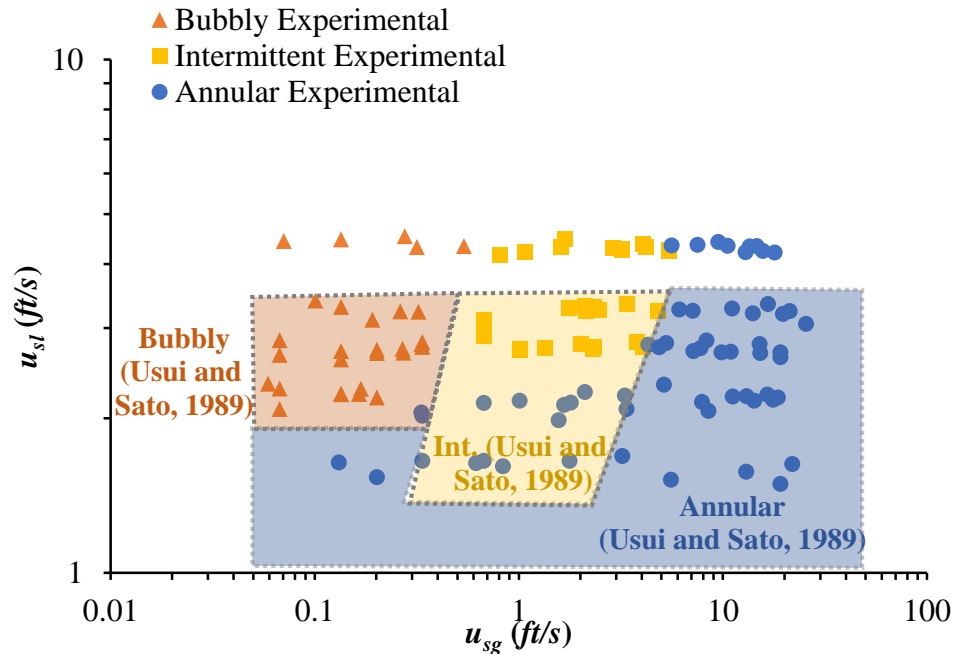 Bubbly Experimental
Intermittent Experimental
Annular Experimental
10
u_sl (ft/s)
Bubbly
(Usui and
Sato, 1989)
Int. (Usui and
Sato, 1989)
Annular
(Usui and Sato, 1989)
1
0.01
0.1
1
10
100
u_sg (ft/s)